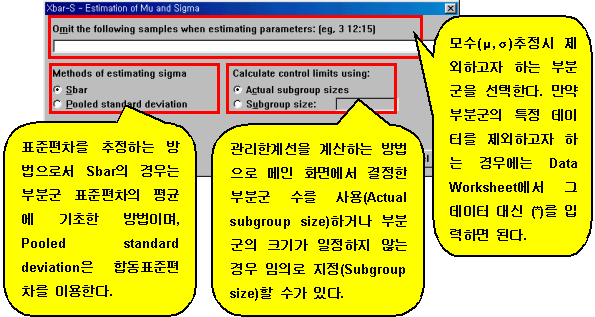 Xbar-S - Estimation of Mu and Sigma
Omit the following samples when estimating parameters: (eg, 3 12:15)
Methods of estimating sigma
Sbar
Pooled standard deviation
Calculate control limits using:
Actual subgroup sizes
Subgroup size:
모수(μ,σ)추정시 제
외하고자 하는 부분
군을 선택한다. 만약
부분군의 특정 데이
터를 제외하고자 하
는 경우에는 Data
Worksheet에서 그
데이터 대신 (*)를 입
력하면 된다.
표준편차를 추정하는 방
법으로서 Sbar의 경우는
부분군 표준편차의 평균
에 기초한 방법이며,
Pooled standard
deviation은 합동표준편
차를 이용한다.
관리한계선을 계산하는 방법
으로 메인 화면에서 결정한
부분군 수를 사용(Actual
subgroup size)하거나 부분
군의 크기가 일정하지 않는
경우 임의로 지정(Subgroup
size)할 수가 있다.